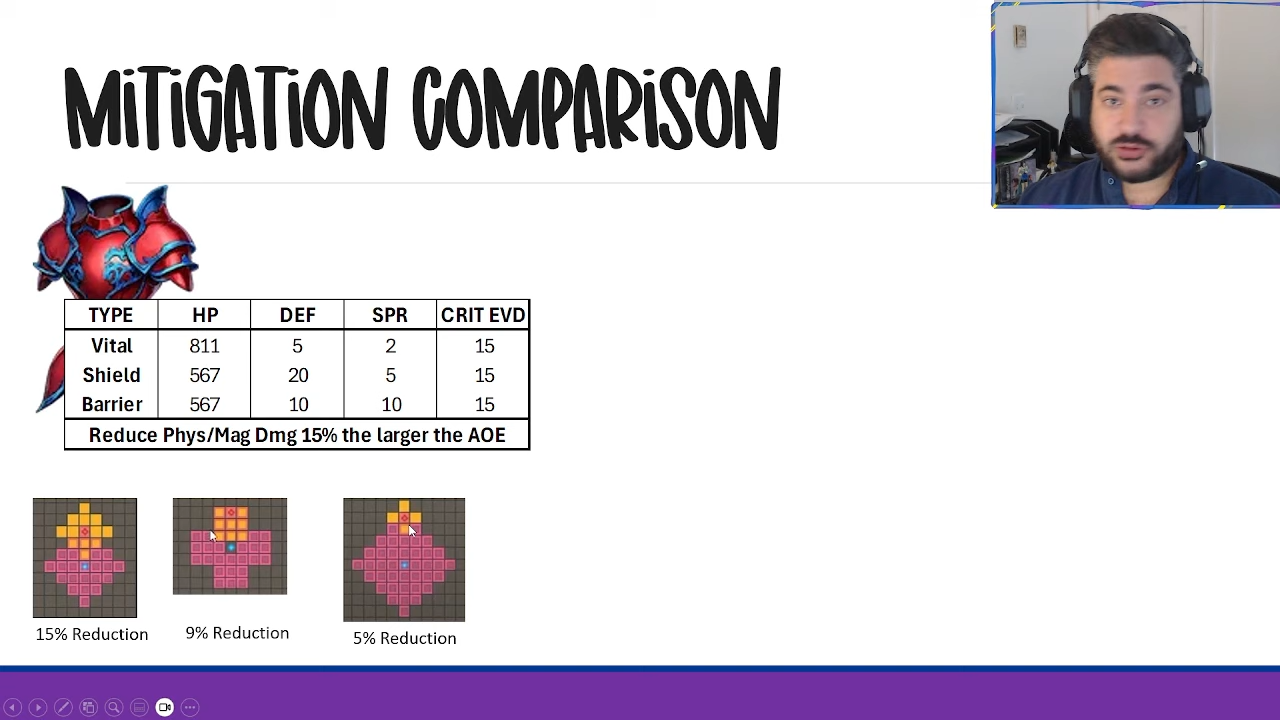 MiTiGATiON COMPARiSON
TYPE HP DEF SPR CRIT EVD
Vital 811 5 2 15
Shield 567 20 5 15
Barrier 567 10 10 15
Reduce Phys/Mag Dmg 15% the larger the AOE
15% Reduction 9% Reduction 5% Reduction